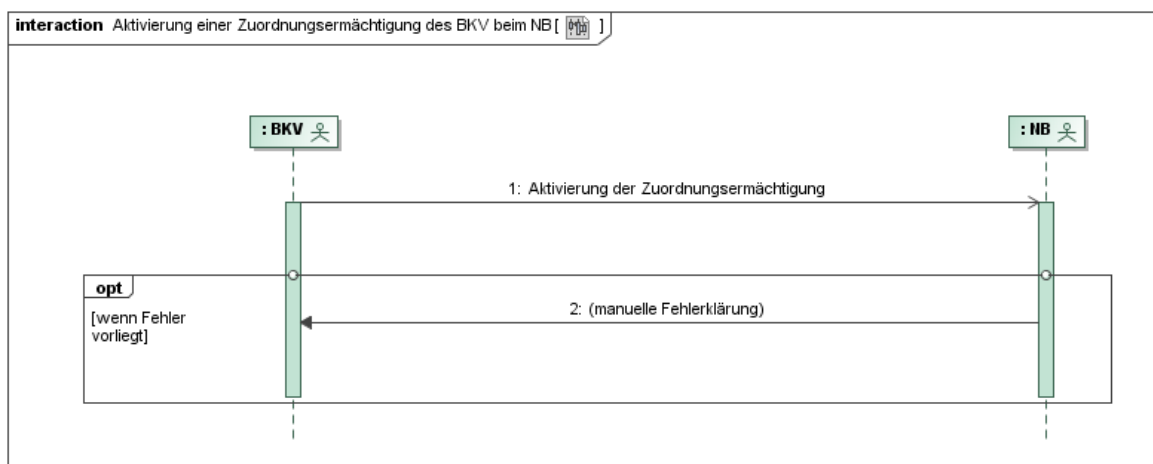 interaction Aktivierung einer Zuordnungsermächtigung des BKV beim NB [ ]
: BKV
: NB
1: Aktivierung der Zuordnungsermächtigung
opt
[wenn Fehler
vorliegt]
2: (manuelle Fehlerklärung)